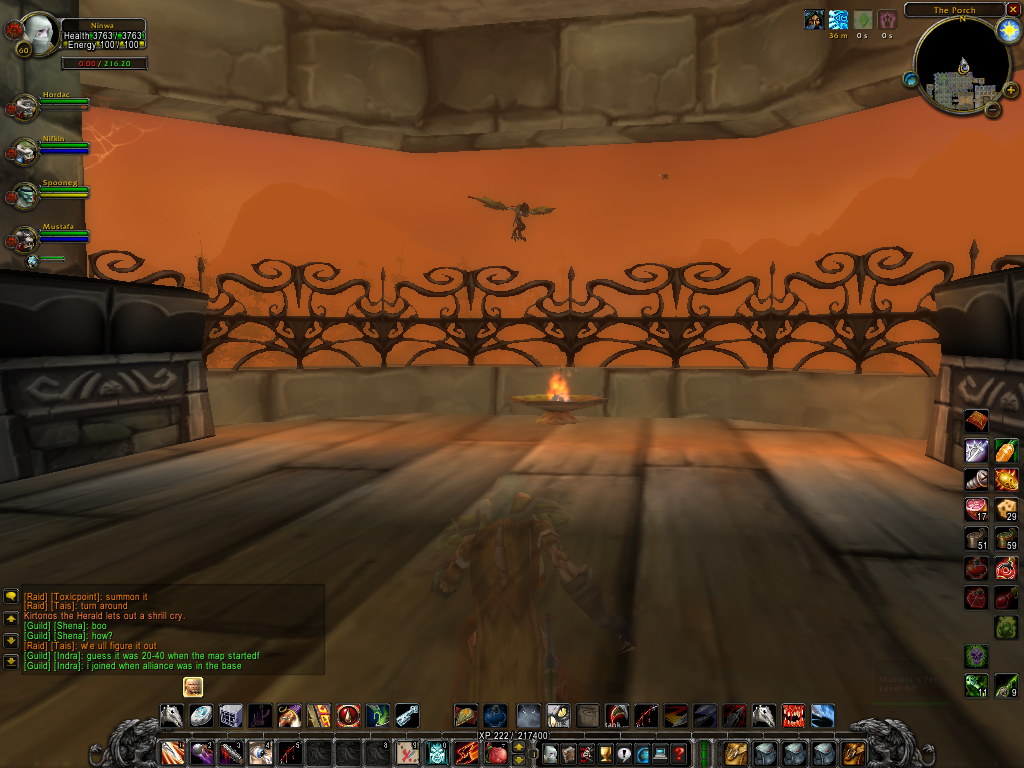 Ninwa
Health 3763 / 3763
Energy 100 / 100
60
0.00 / 216.20
Hordac
Nifkin
Spooneg
Mustafa
The Porch
N
36 m 0 s 0 s
17 29
51 59
11 9
[Raid] [Toxicpoint]: summon it
[Raid] [Tais]: turn around
Kirtonos the Herald lets out a shrill cry.
[Guild] [Shena]: boo
[Guild] [Shena]: how?
[Raid] [Tais]: We ull figure it out
[Guild] [Indra]: guess it was 20-40 when the map startedf
[Guild] [Indra]: i joined when alliance was in the base
Level 60
tank
XP 222 / 217400